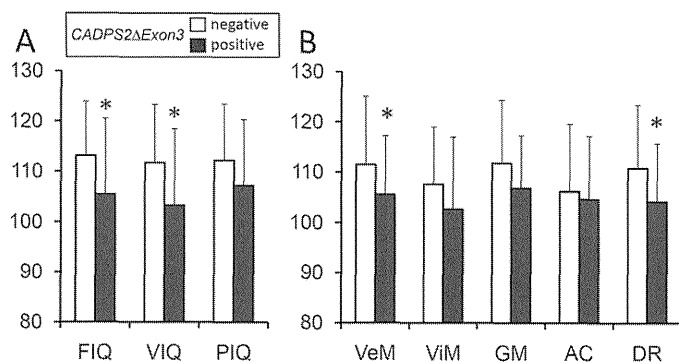 A
CADPS2ΔExon3
negative
positive
B
130
120
110
100
90
80
*
*
FIQ VIQ PIQ
130
120
110
100
90
80
*
*
VeM ViM GM AC DR